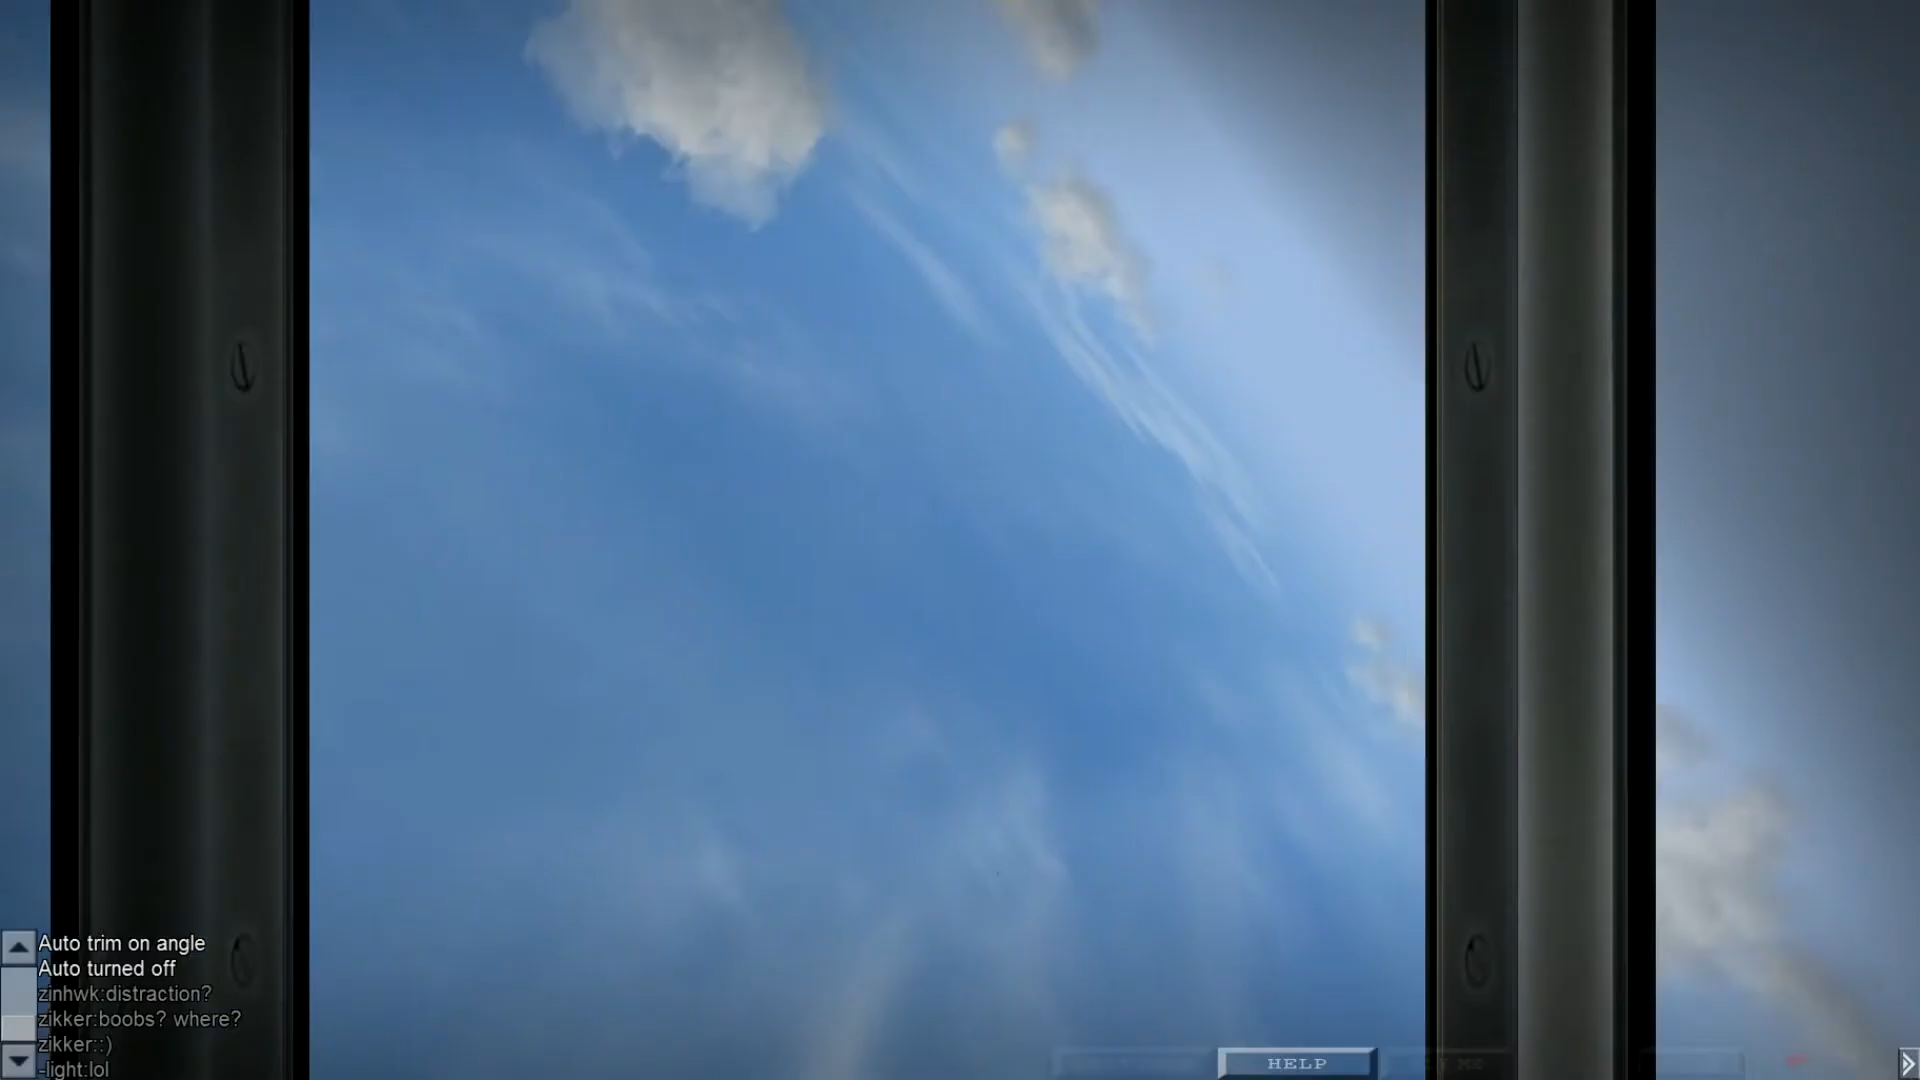 Auto trim on angle
Auto turned off
zinhwk:distraction?
zikker:boobs? where?
zikker::)
-light:lol
HELP